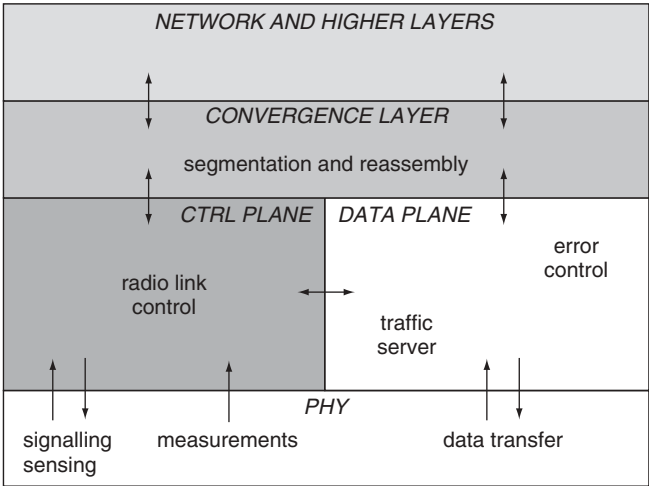 NETWORK AND HIGHER LAYERS
CONVERGENCE LAYER
segmentation and reassembly
CTRL PLANE
DATA PLANE
radio link
control
error
control
traffic
server
PHY
signalling
sensing
measurements
data transfer